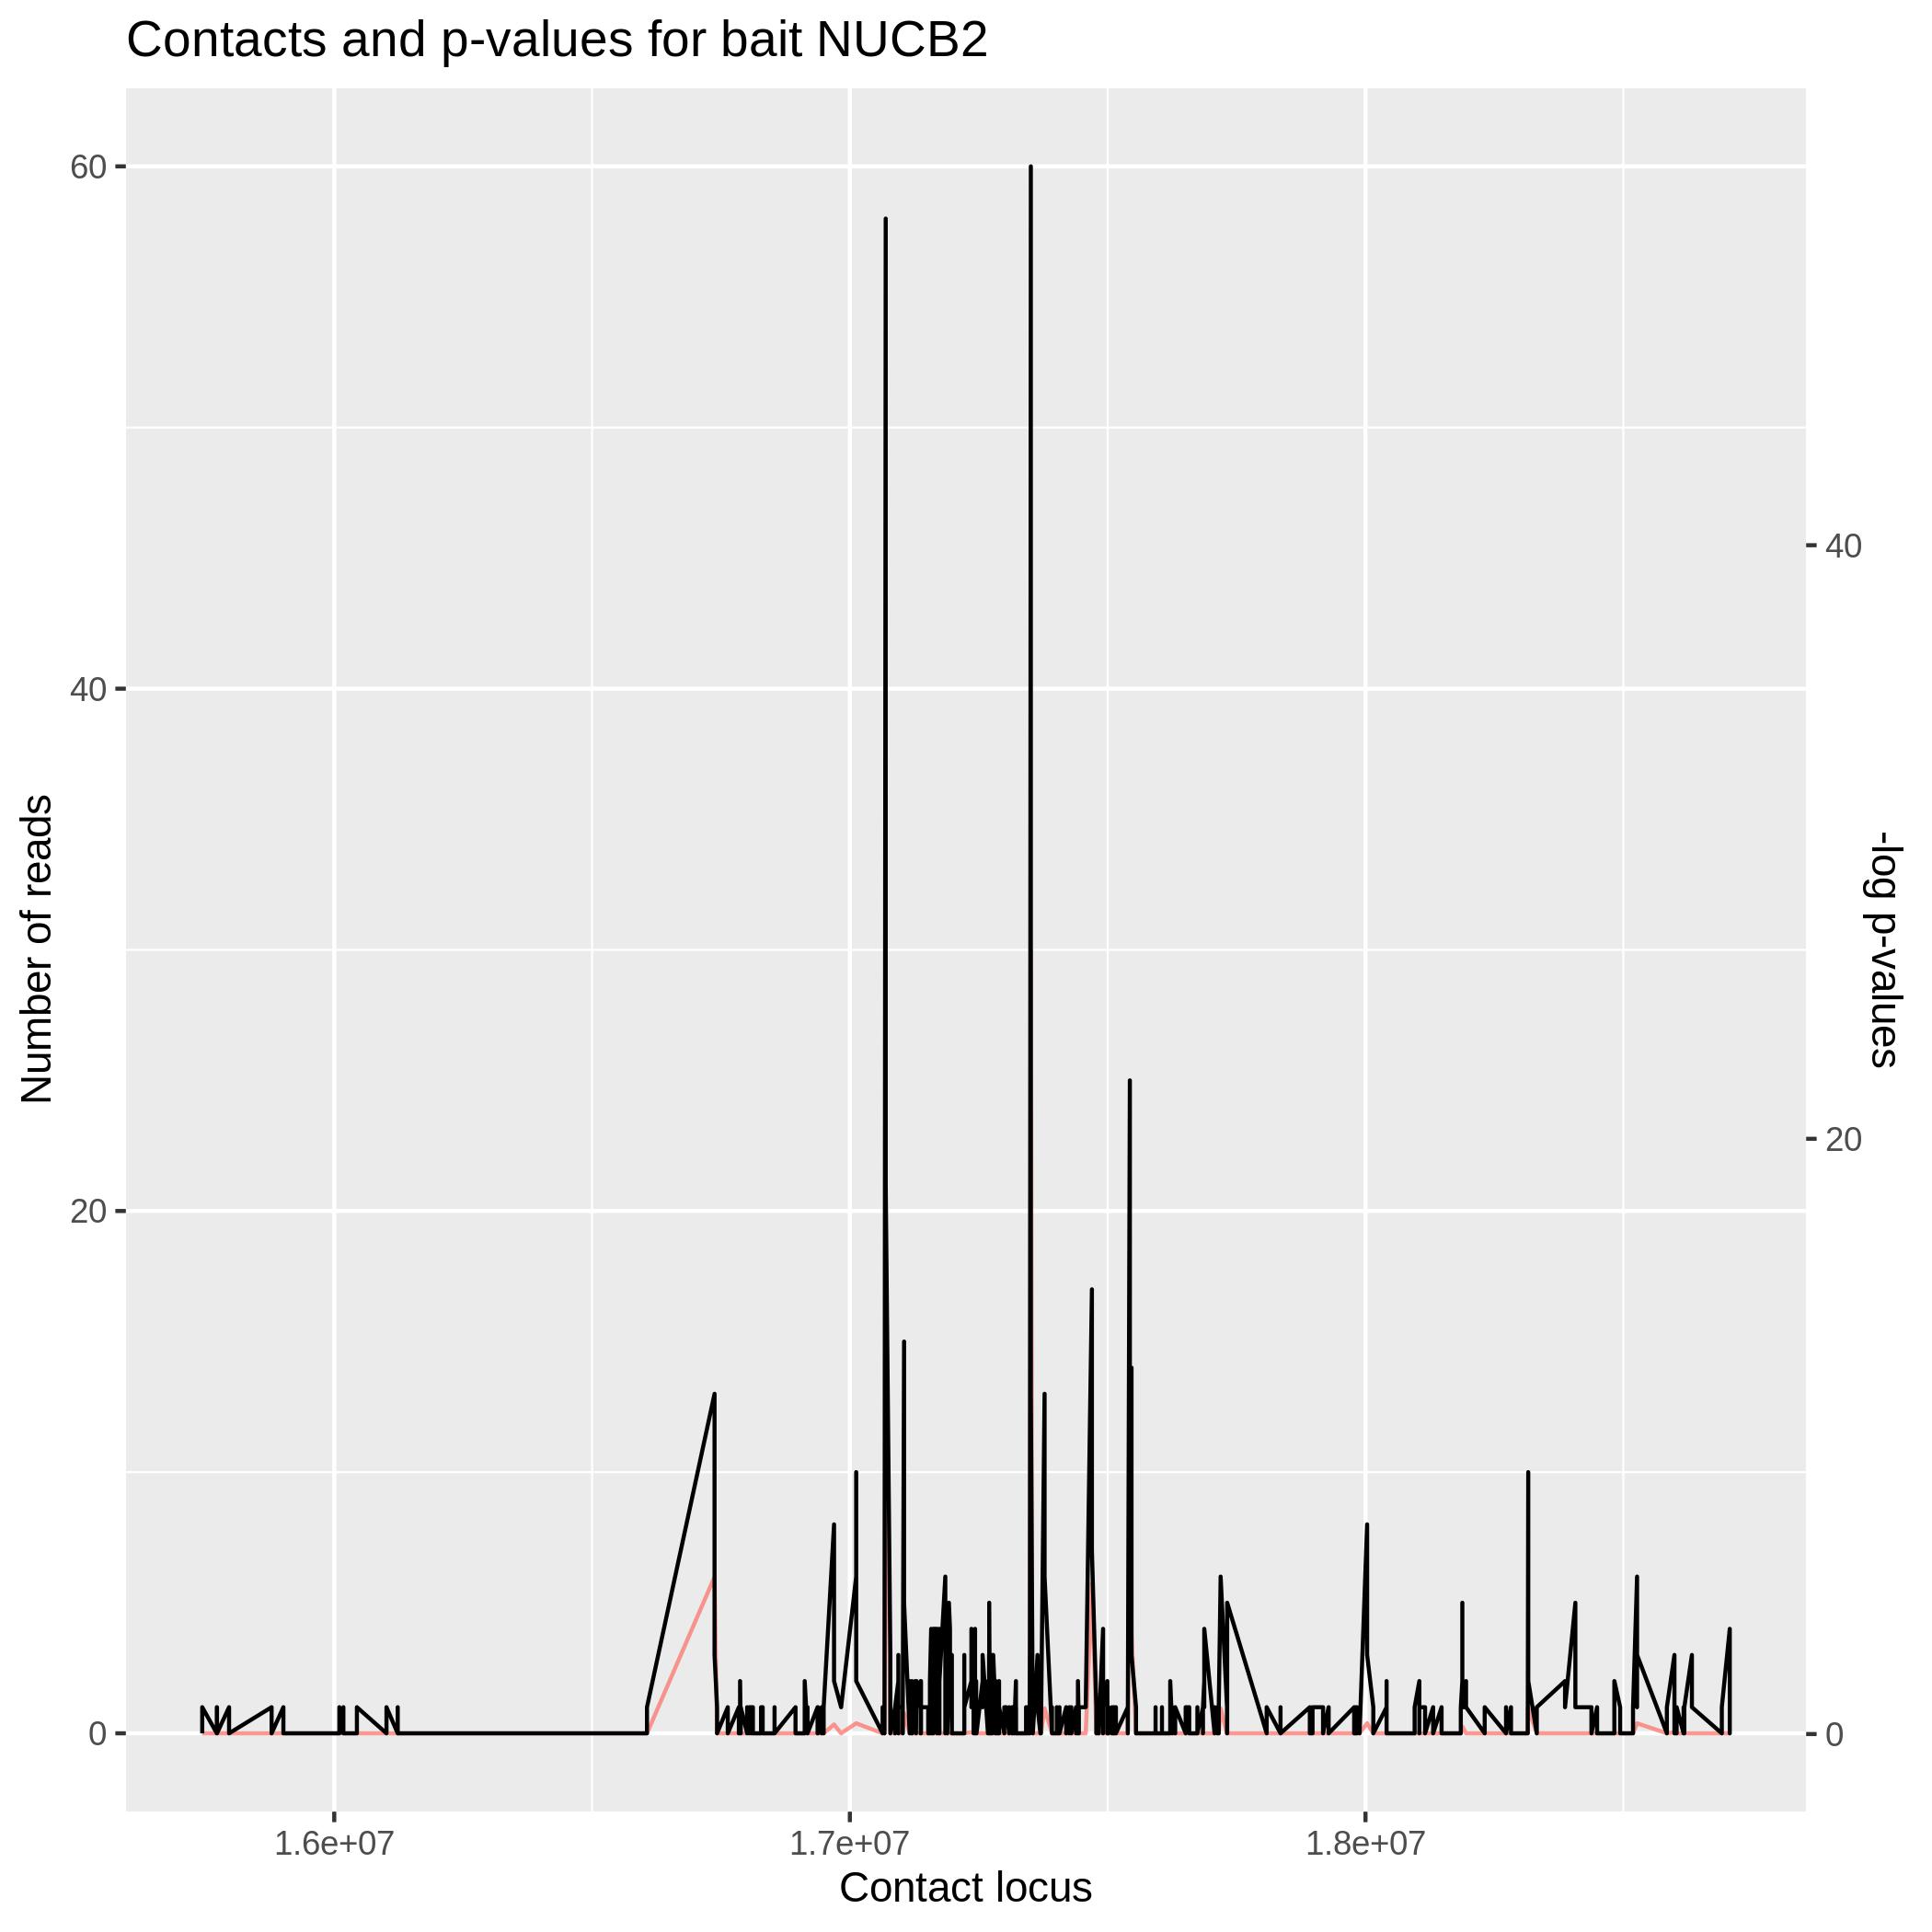 Contacts and p-values for bait NUCB2
60
40
20
0
Number of reads
40
20
0
-log p-values
1.6e+07 1.7e+07 1.8e+07
Contact locus